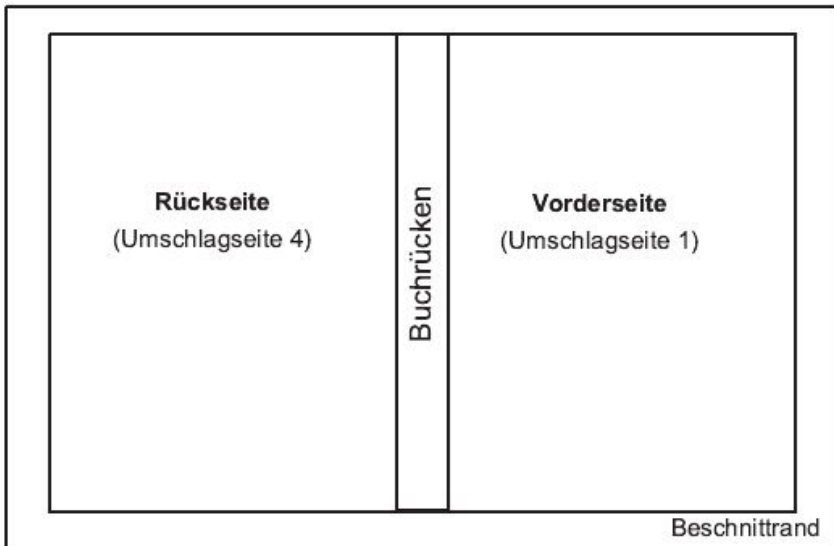 Rückseite
(Umschlagseite 4)
Buchrücken
Vorderseite
(Umschlagseite 1)
Beschnittrand